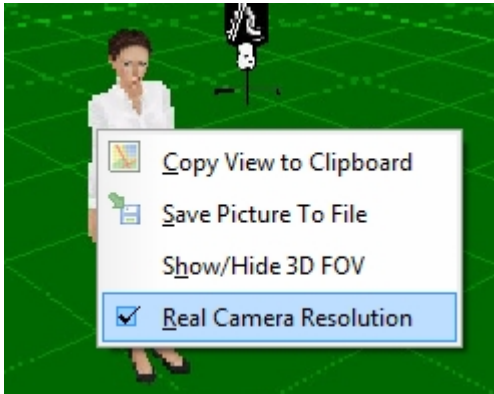 Copy View to Clipboard
Save Picture To File
Show/Hide 3D FOV
Real Camera Resolution